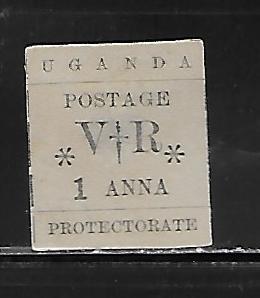 UGANDA
POSTAGE
* V†R *
1 ANNA
PROTECTORATE